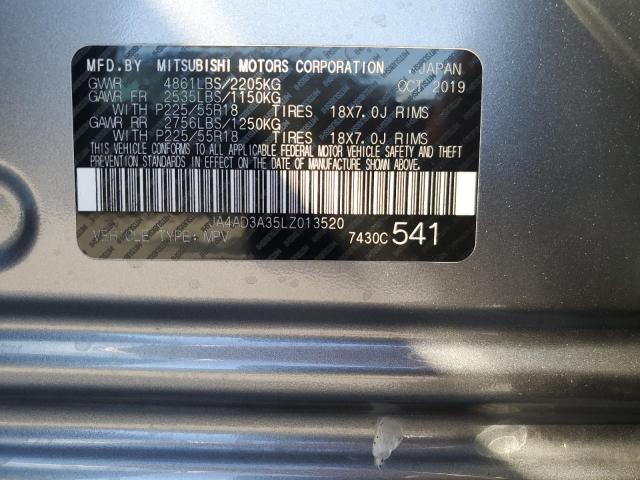 MFD.BY MITSUBISHI MOTORS CORPORATION JAPAN
GVWR 4861LBS/2205KG OCT 2019
GAWR FR 2535LBS/1150KG
WITH P225/55R18 TIRES 18X7.0J RIMS
GAWR RR 2756LBS/1250KG
WITH P225/55R18 TIRES 18X7.0J RIMS
THIS VEHICLE CONFORMS TO ALL APPLICABLE FEDERAL MOTOR VEHICLE SAFETY AND THEFT
PREVENTION STANDARDS IN EFFECT ON THE DATE OF MANUFACTURE SHOWN ABOVE.
JA4AD3A35LZ013520
VEHICLE TYPE: MPV 7430C 541